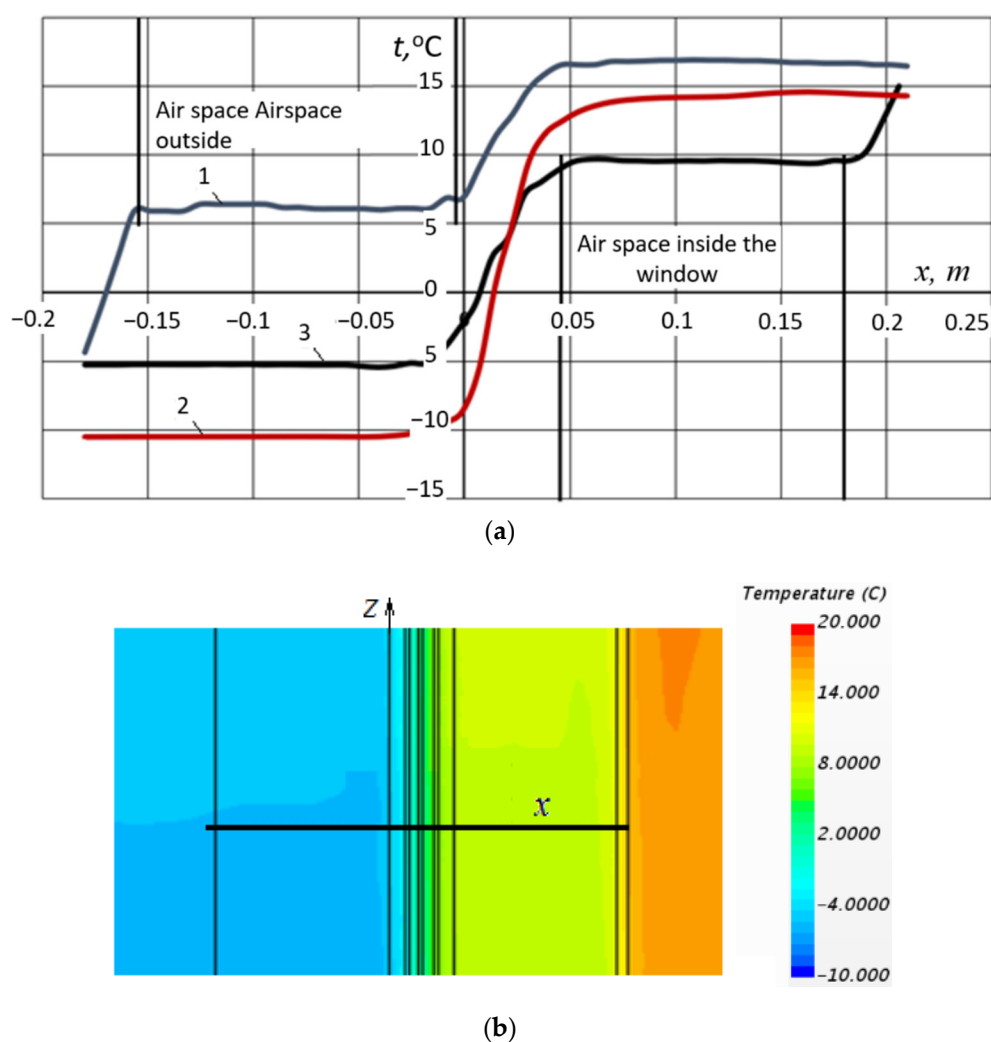 t,°C
15
Air space Airspace
outside
10
1
5
Air space inside the
window
x, m
0
−0.2
−0.15
−0.1
−0.05
0.05
0.1
0.15
0.2
0.25
3
5
2
−10
−15
(a)
Z
Temperature (C)
20.000
14.000
8.0000
x
2.0000
−4.0000
−10.000
(b)